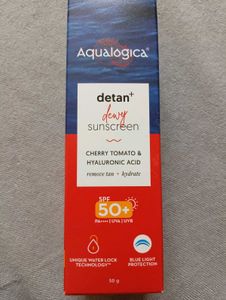 Aqualogica®
detan+
dewy
sunscreen
CHERRY TOMATO &
HYALURONIC ACID
remove tan + hydrate
SPF
50+
PA++++ | UVA | UVB
UNIQUE WATER LOCK
TECHNOLOGY™
BLUE LIGHT
PROTECTION
50 g